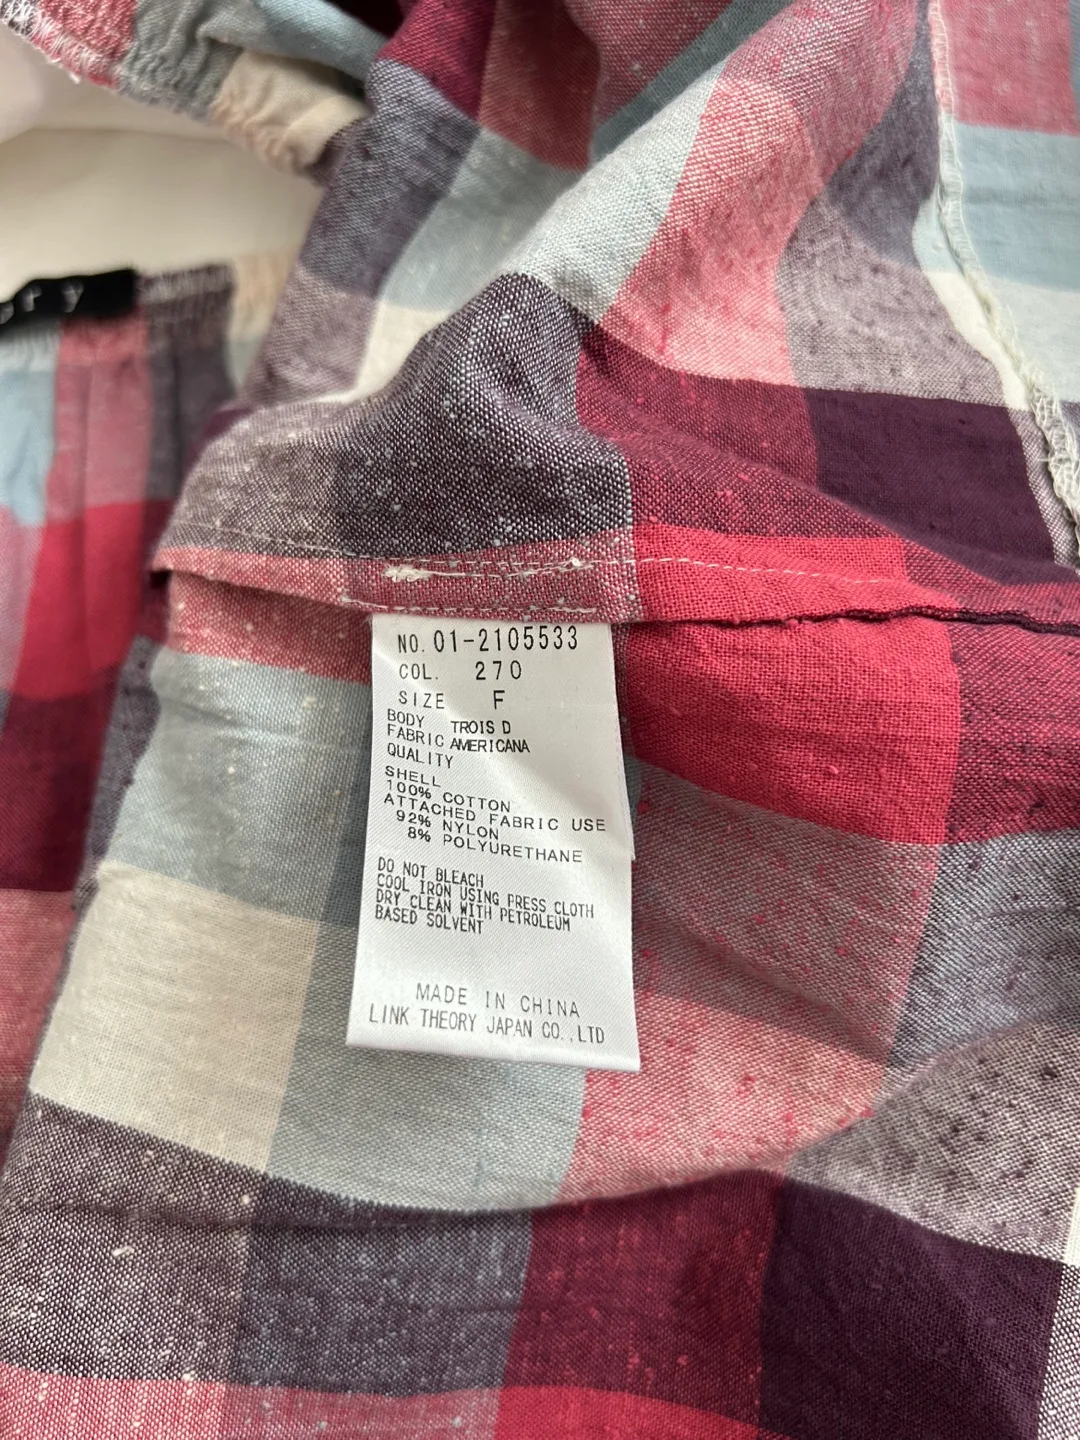 NO. 01-2105533
COL. 270
SIZE F
BODY TROIS D
FABRIC AMERICANA
QUALITY
SHELL
100% COTTON
ATTACHED FABRIC USE
92% NYLON
8% POLYURETHANE
DO NOT BLEACH
COOL IRON USING PRESS CLOTH
DRY CLEAN WITH PETROLEUM
BASED SOLVENT
MADE IN CHINA
LINK THEORY JAPAN CO.,LTD